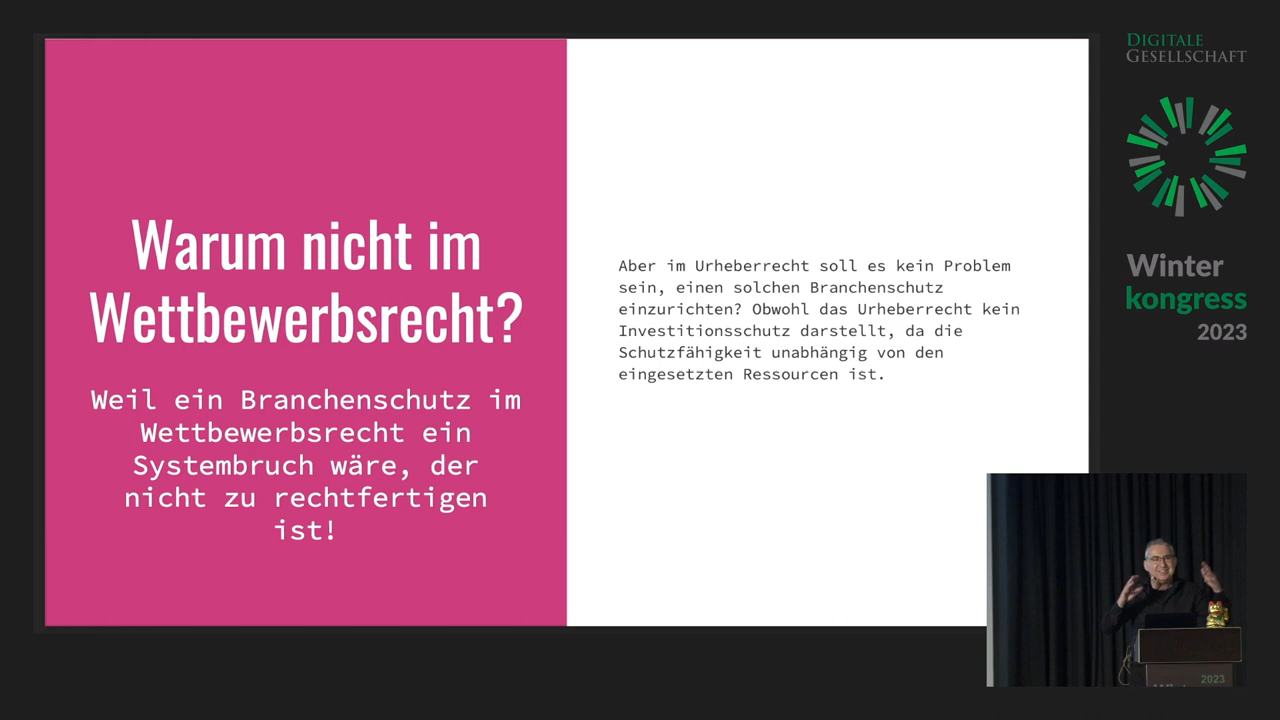 Warum nicht im
Wettbewerbsrecht?
Weil ein Branchenschutz im
Wettbewerbsrecht ein
Systembruch wäre, der
nicht zu rechtfertigen
ist!
Aber im Urheberrecht soll es kein Problem
sein, einen solchen Branchenschutz
einzurichten? Obwohl das Urheberrecht kein
Investitionsschutz darstellt, da die
Schutzfähigkeit unabhängig von den
eingesetzten Ressourcen ist.
DIGITALE
GESELLSCHAFT
Winter
kongress
2023
2023